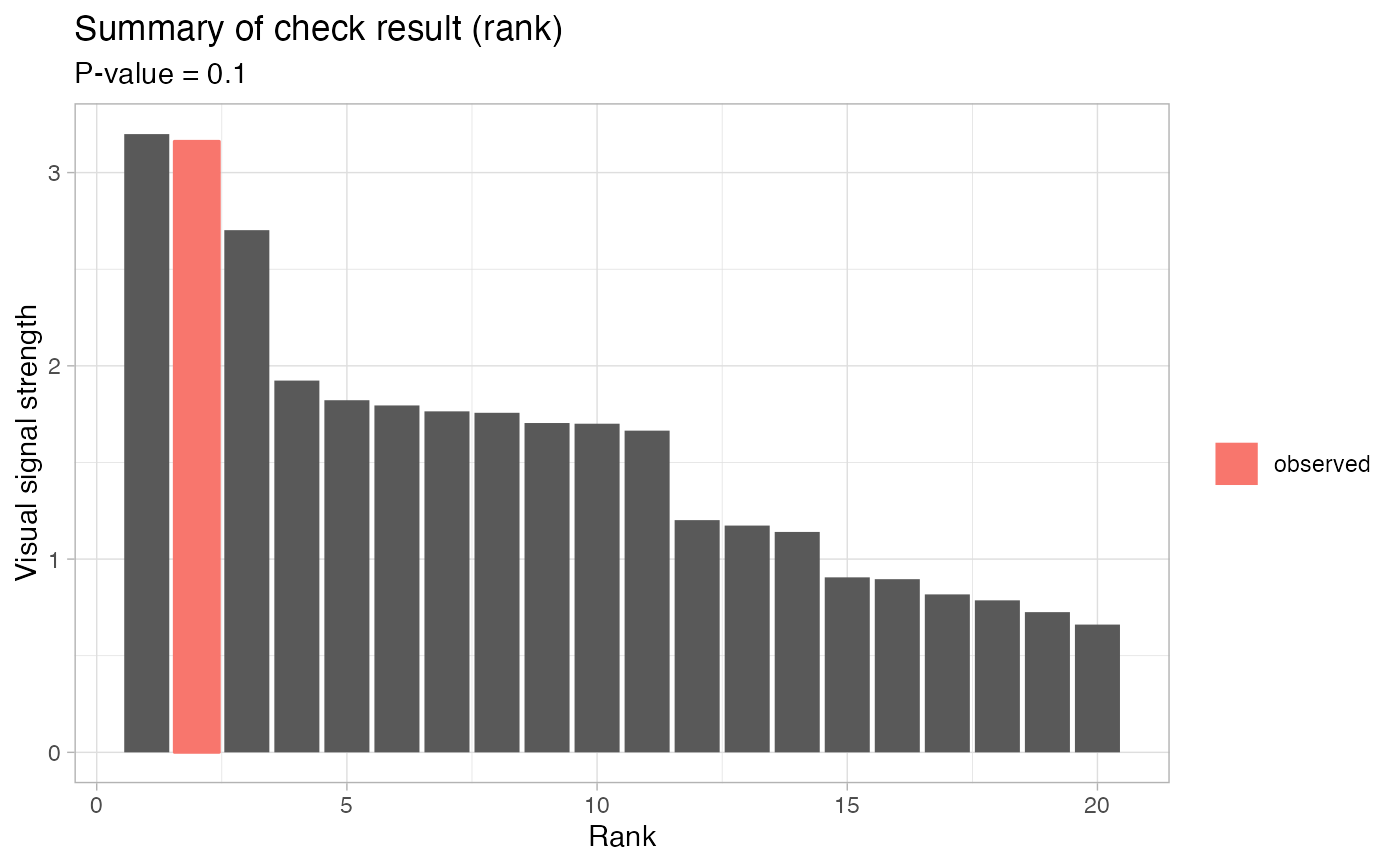 Summary of check result (rank)
P-value = 0.1
Visual signal strength
3
2
1
0
0 5 10 15 20
Rank
observed